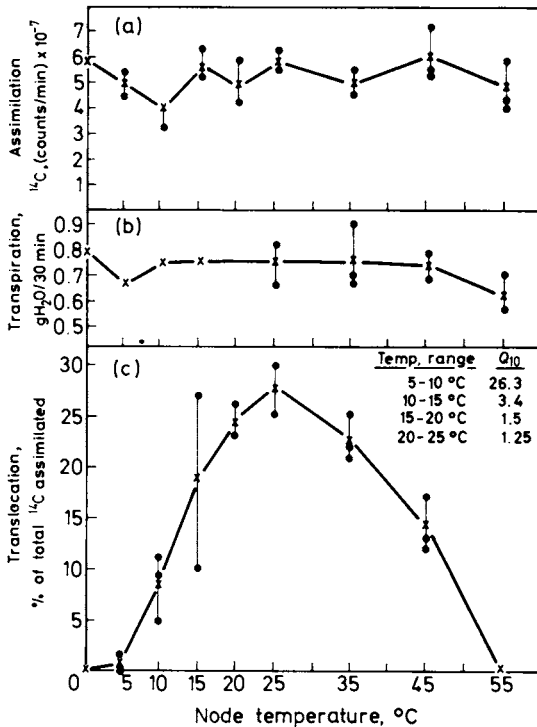 (a)
Assimilation
¹⁴C,(counts/min) x 10⁻⁷
8
7
6
5
4
3
2
1
(b)
Transpiration,
gH₂O/30 min
0.9
0.8
0.7
0.6
0.5
(c)
Translocation,
% of total ¹⁴C assimilated
30
25
20
15
10
5
Temp. range Q₁₀
5-10 °C 26.3
10-15 °C 3.4
15-20 °C 1.5
20-25 °C 1.25
0 5 10 15 20 25 35 45 55
Node temperature, °C